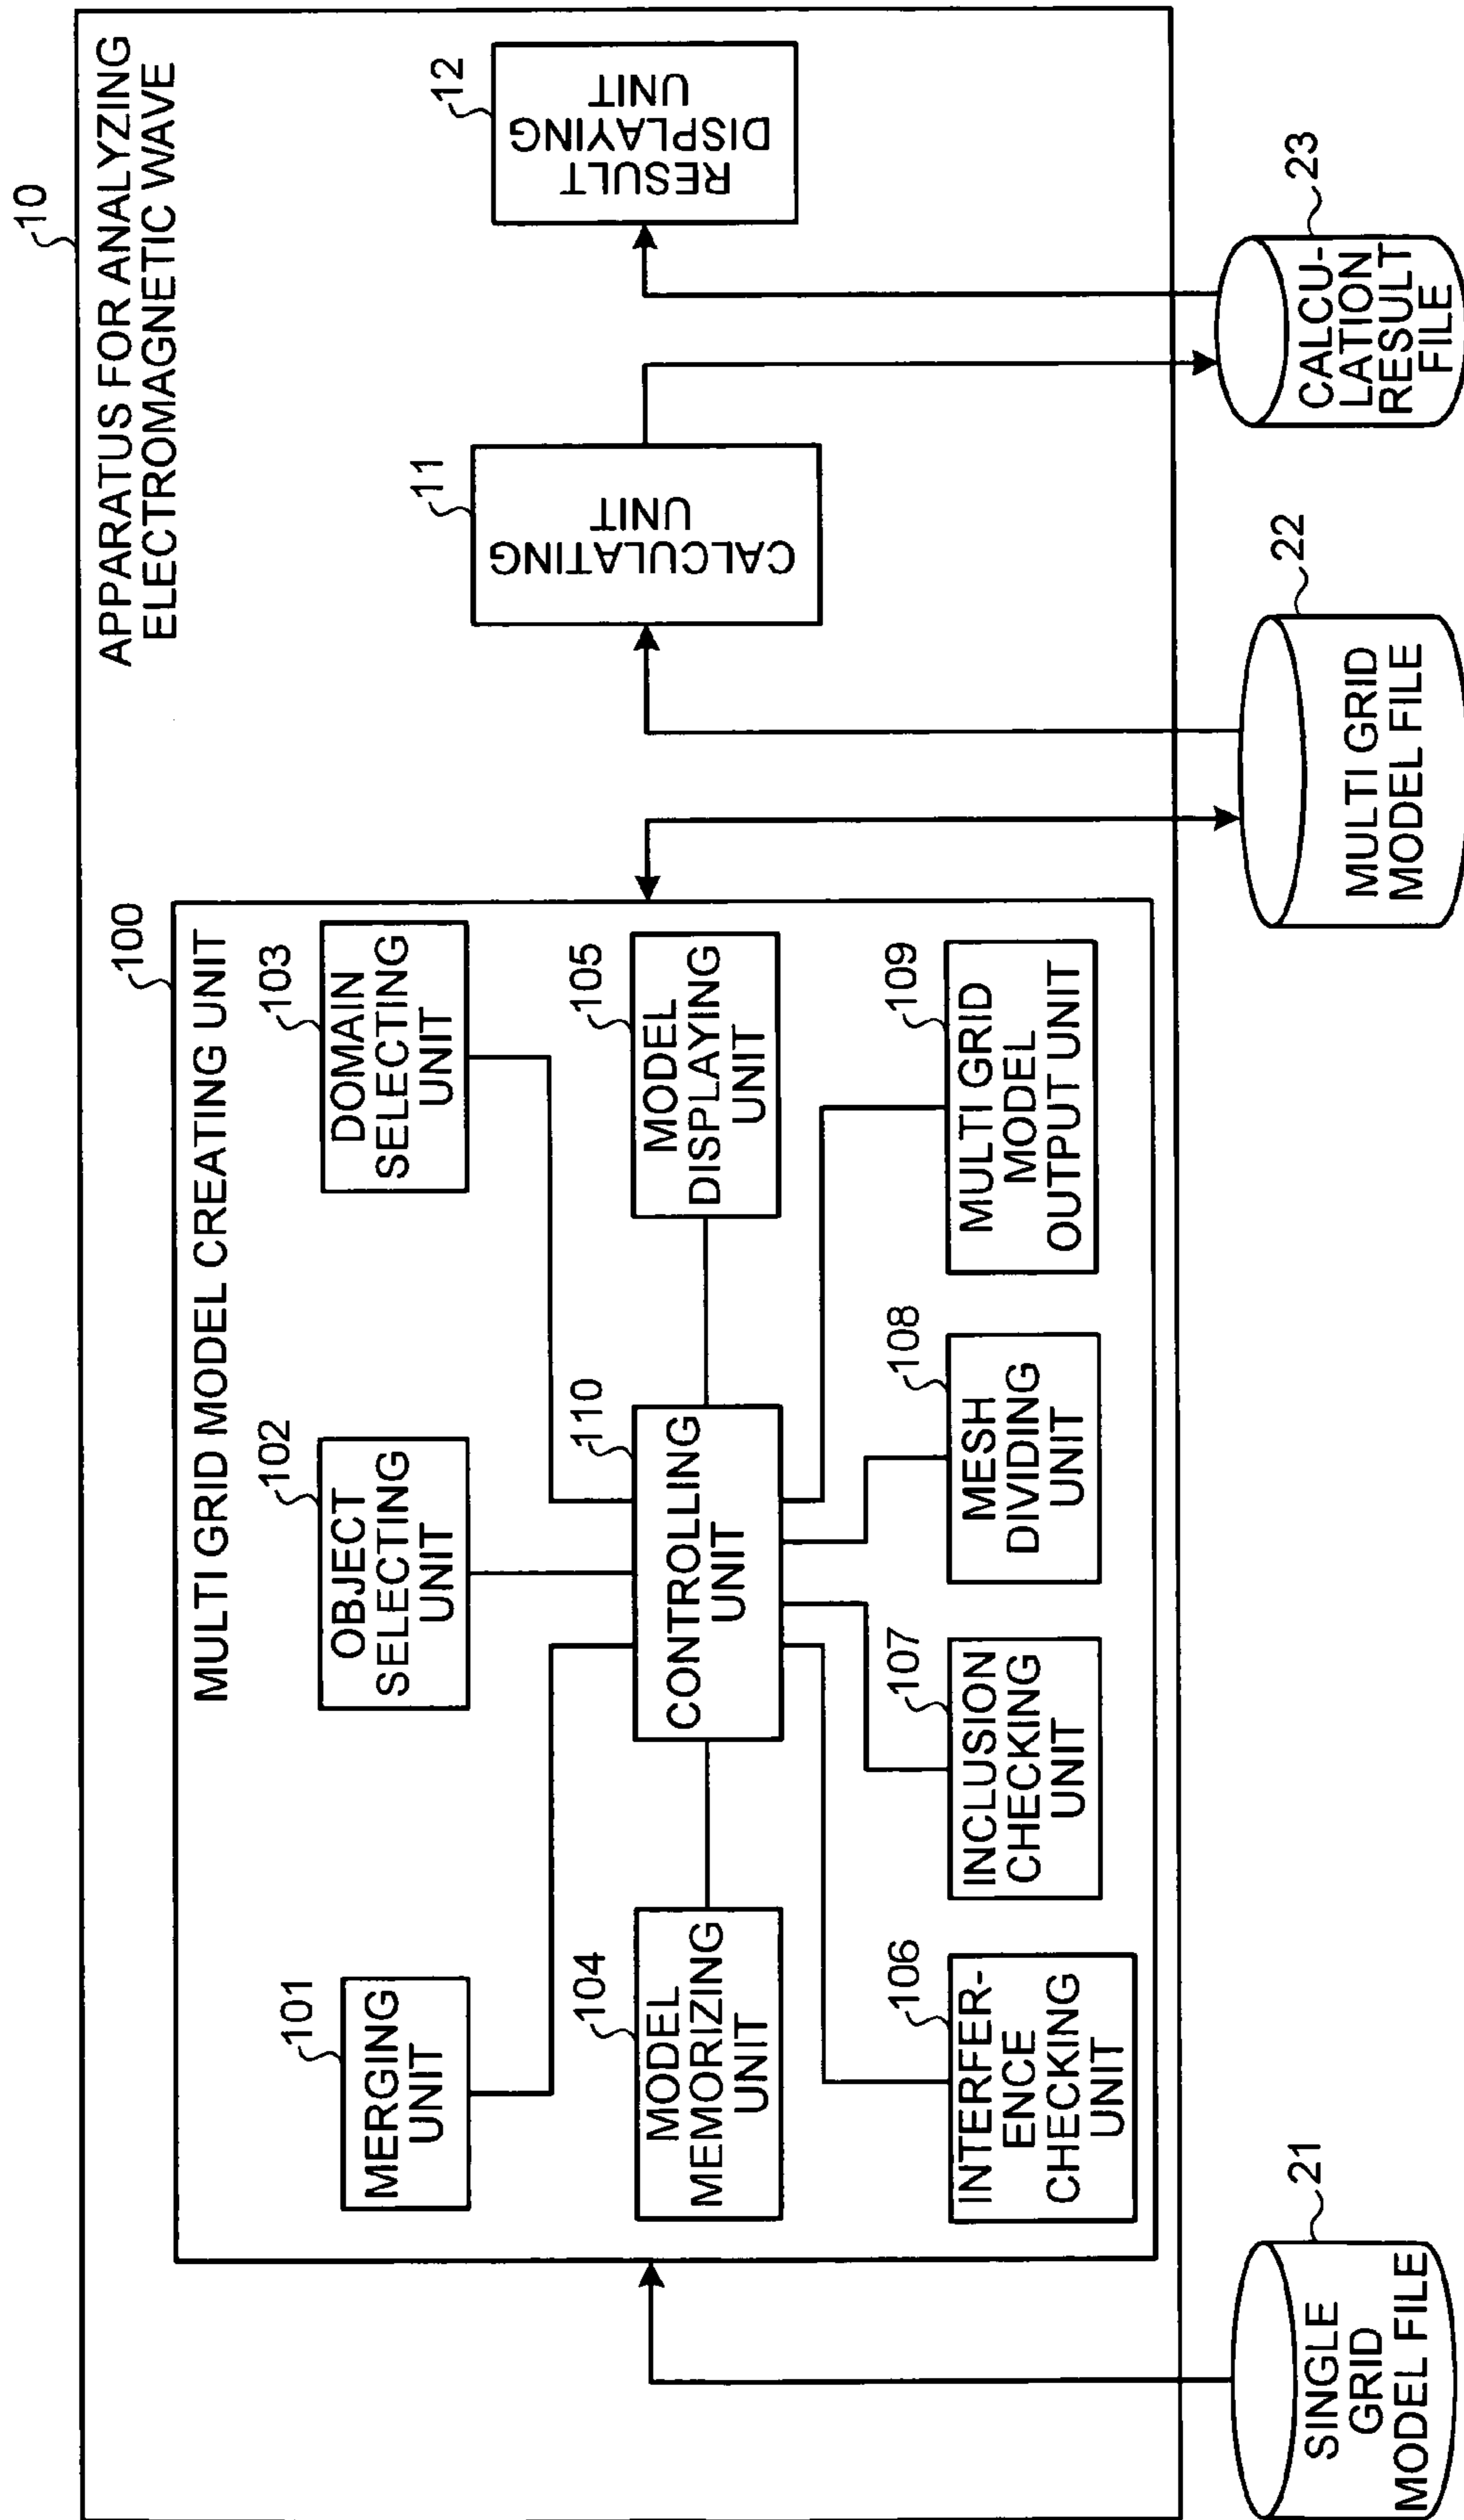 10
APPARATUS FOR ANALYZING
ELECTROMAGNETIC WAVE
100
MULTI GRID MODEL CREATING UNIT
101
MERGING
UNIT
102
OBJECT
SELECTING
UNIT
103
DOMAIN
SELECTING
UNIT
104
MODEL
MEMORIZING
UNIT
110
CONTROLLING
UNIT
105
MODEL
DISPLAYING
UNIT
106
INTERFER-
ENCE
CHECKING
UNIT
107
INCLUSION
CHECKING
UNIT
108
MESH
DIVIDING
UNIT
109
MULTI GRID
MODEL
OUTPUT UNIT
11
CALCULATING
UNIT
12
RESULT
DISPLAYING
UNIT
21
SINGLE
GRID
MODEL FILE
22
MULTI GRID
MODEL FILE
23
CALCU-
LATION
RESULT
FILE